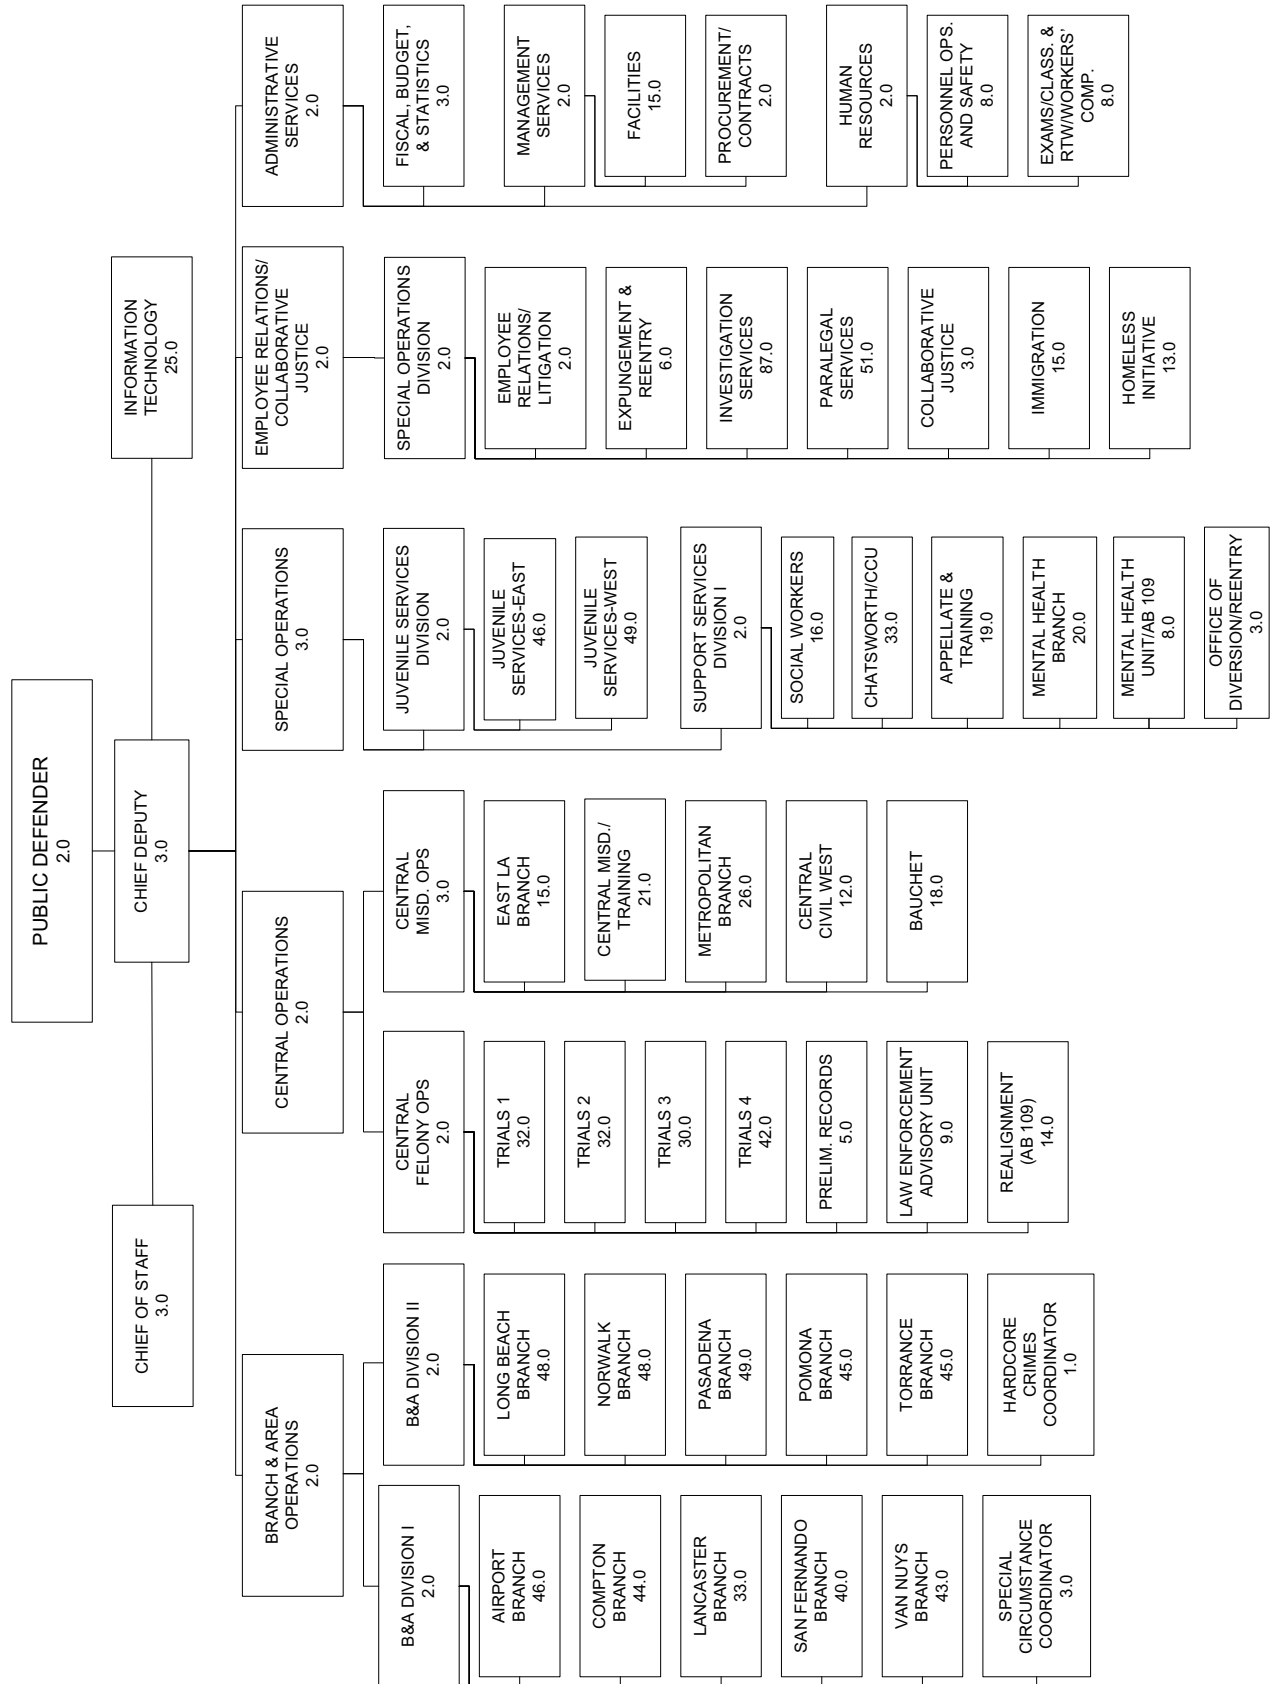 PUBLIC DEFENDER
2.0
CHIEF OF STAFF
3.0
CHIEF DEPUTY
3.0
INFORMATION
TECHNOLOGY
25.0
BRANCH & AREA
OPERATIONS
2.0
B&A DIVISION I
2.0
AIRPORT
BRANCH
46.0
COMPTON
BRANCH
44.0
LANCASTER
BRANCH
33.0
SAN FERNANDO
BRANCH
40.0
VAN NUYS
BRANCH
43.0
SPECIAL
CIRCUMSTANCE
COORDINATOR
3.0
B&A DIVISION II
2.0
LONG BEACH
BRANCH
48.0
NORWALK
BRANCH
48.0
PASADENA
BRANCH
49.0
POMONA
BRANCH
45.0
TORRANCE
BRANCH
45.0
HARDCORE
CRIMES
COORDINATOR
1.0
CENTRAL OPERATIONS
2.0
CENTRAL
FELONY OPS
2.0
TRIALS 1
32.0
TRIALS 2
32.0
TRIALS 3
30.0
TRIALS 4
42.0
PRELIM. RECORDS
5.0
LAW ENFORCEMENT
ADVISORY UNIT
9.0
REALIGNMENT
(AB 109)
14.0
CENTRAL
MISD. OPS
3.0
EAST LA
BRANCH
15.0
CENTRAL MISD./
TRAINING
21.0
METROPOLITAN
BRANCH
26.0
CENTRAL
CIVIL WEST
12.0
BAUCHET
18.0
SPECIAL OPERATIONS
3.0
JUVENILE SERVICES
DIVISION
2.0
JUVENILE
SERVICES-EAST
46.0
JUVENILE
SERVICES-WEST
49.0
SUPPORT SERVICES
DIVISION I
2.0
SOCIAL WORKERS
16.0
CHATSWORTH/CCU
33.0
APPELLATE &
TRAINING
19.0
MENTAL HEALTH
BRANCH
20.0
MENTAL HEALTH
UNIT/AB 109
8.0
OFFICE OF
DIVERSION/REENTRY
3.0
EMPLOYEE RELATIONS/
COLLABORATIVE
JUSTICE
2.0
SPECIAL OPERATIONS
DIVISION
2.0
EMPLOYEE
RELATIONS/
LITIGATION
2.0
EXPUNGEMENT &
REENTRY
6.0
INVESTIGATION
SERVICES
87.0
PARALEGAL
SERVICES
51.0
COLLABORATIVE
JUSTICE
3.0
IMMIGRATION
15.0
HOMELESS
INITIATIVE
13.0
ADMINISTRATIVE
SERVICES
2.0
FISCAL, BUDGET,
& STATISTICS
3.0
MANAGEMENT
SERVICES
2.0
FACILITIES
15.0
PROCUREMENT/
CONTRACTS
2.0
HUMAN
RESOURCES
2.0
PERSONNEL OPS.
AND SAFETY
8.0
EXAMS/CLASS. &
RTW/WORKERS'
COMP.
8.0